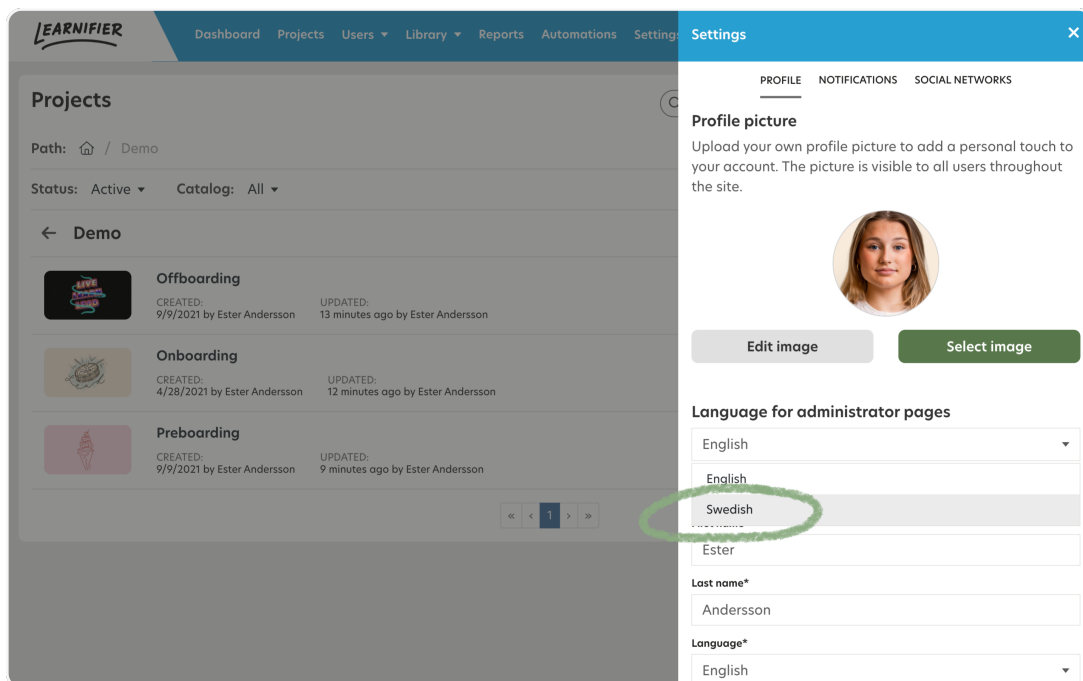 LEARNIFIER
Dashboard Projects Users Library Reports Automations Settings
Settings
PROFILE NOTIFICATIONS SOCIAL NETWORKS
Projects
Path: / Demo
Status: Active Catalog: All
Demo
LIVE
Offboarding
CREATED: UPDATED:
9/9/2021 by Ester Andersson 13 minutes ago by Ester Andersson
Onboarding
CREATED: UPDATED:
4/28/2021 by Ester Andersson 12 minutes ago by Ester Andersson
Preboarding
CREATED: UPDATED:
9/9/2021 by Ester Andersson 9 minutes ago by Ester Andersson
« < 1 > »
Profile picture
Upload your own profile picture to add a personal touch to
your account. The picture is visible to all users throughout
the site.
Edit image Select image
Language for administrator pages
English
English
Swedish
Ester
Last name*
Andersson
Language*
English